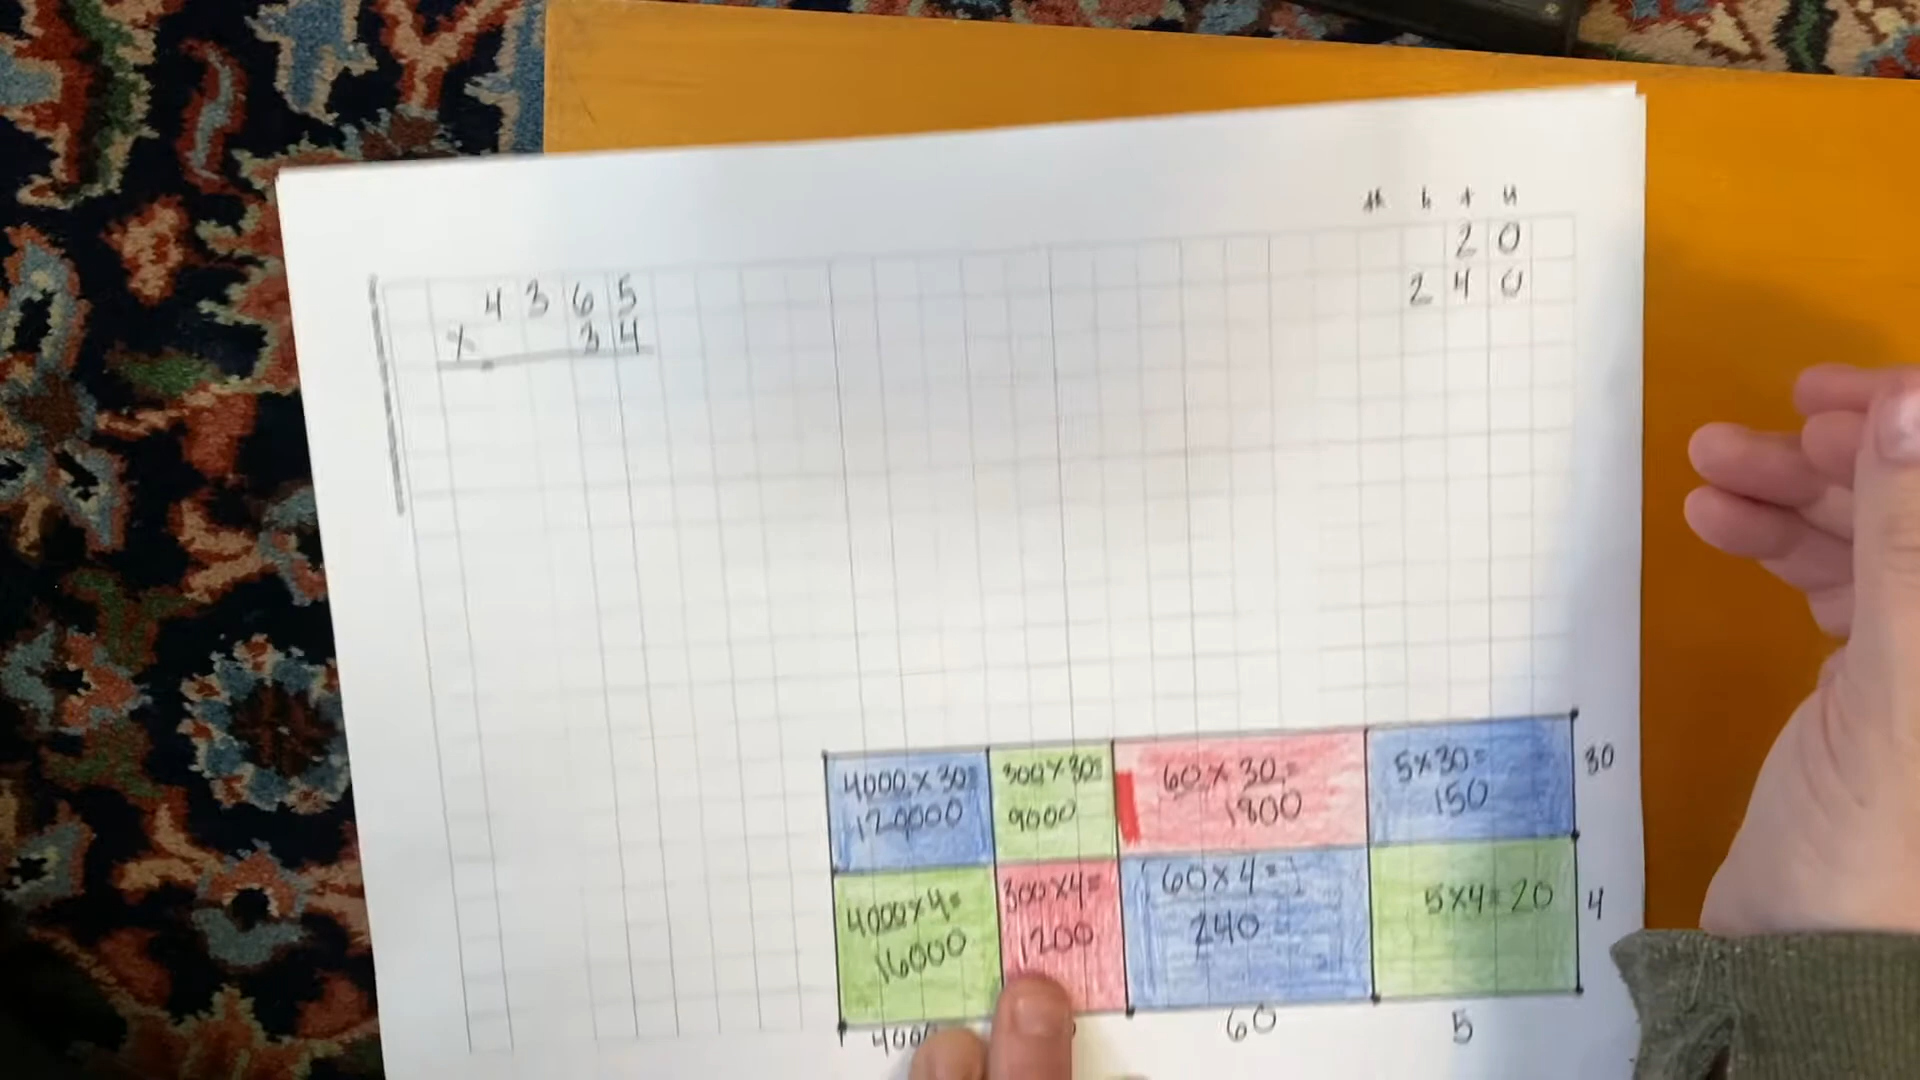 th h t u
2 0
2 4 0
4 3 6 5
x 3 4
4000 x 30=
120000
300 x 30=
9000
60 x 30=
1800
5 x 30=
150
30
4000 x 4=
16000
300 x 4=
1200
60 x 4=
240
5 x 4= 20
4
60
5